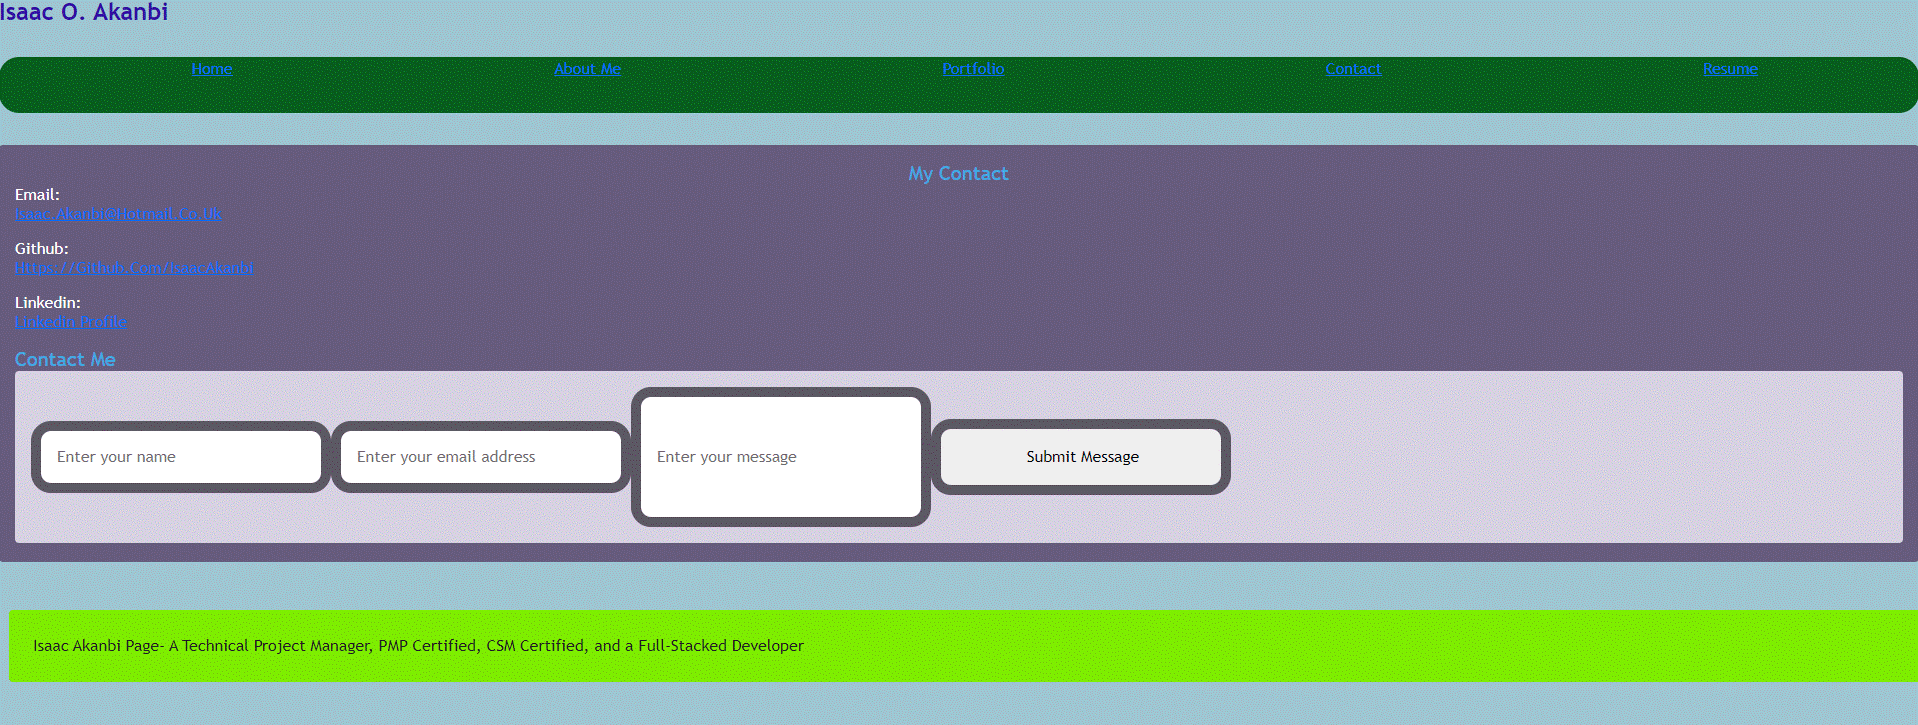 Isaac O. Akanbi
Home About Me Portfolio Contact Resume
My Contact
Email:
Isaac.Akanbi@Hotmail.Co.Uk
Github:
Https://Github.Com/IsaacAkanbi
Linkedin:
Linkedin Profile
Contact Me
Enter your name Enter your email address Enter your message Submit Message
Isaac Akanbi Page- A Technical Project Manager, PMP Certified, CSM Certified, and a Full-Stacked Developer